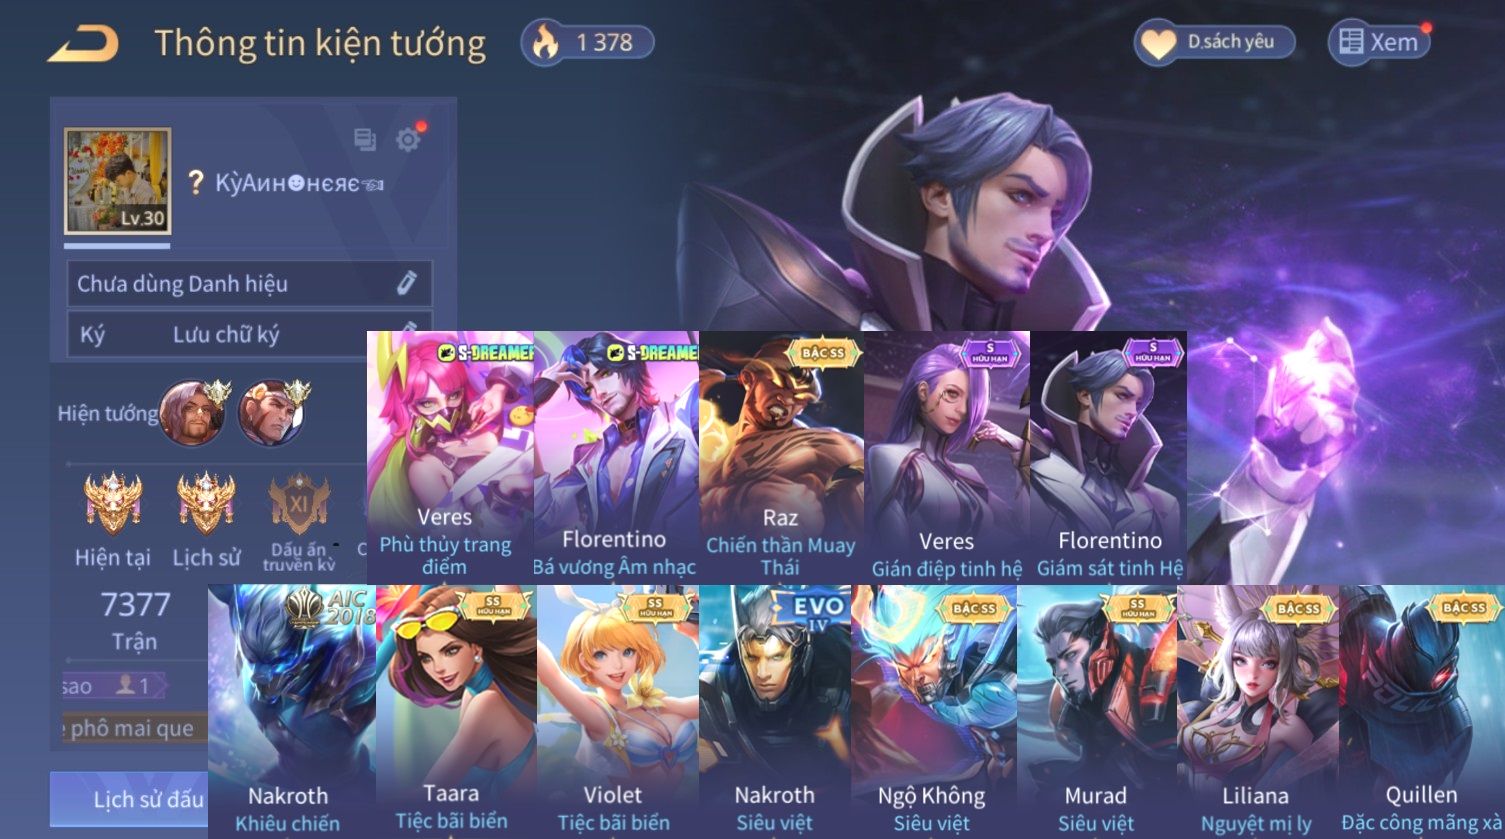 Thông tin kiện tướng
1 378
D.sách yêu
Xem
Lv.30
? KỳAин☻нєяє☜
Chưa dùng Danh hiệu
Ký Lưu chữ ký
Hiện tướng
XI
Hiện tại
Lịch sử
Dấu ấn truyền kỳ
C
7377
Trận
sao 1
phô mai que
Lịch sử đấu
S-DREAMER
Veres
Phù thủy trang điểm
S-DREAME
Florentino
Bá vương Âm nhạc
BẬC SS
Raz
Chiến thần Muay Thái
S HỮU HẠN
Veres
Gián điệp tinh hệ
S HỮU HẠN
Florentino
Giám sát tinh Hệ
AIC 2018
Nakroth
Khiêu chiến
SS HỮU HẠN
Taara
Tiệc bãi biển
SS HỮU HẠN
Violet
Tiệc bãi biển
EVO IV
Nakroth
Siêu việt
BẬC SS
Ngộ Không
Siêu việt
SS HỮU HẠN
Murad
Siêu việt
BẬC SS
Liliana
Nguyệt mị ly
BẬC SS
POLICE
Quillen
Đặc công mãng xà